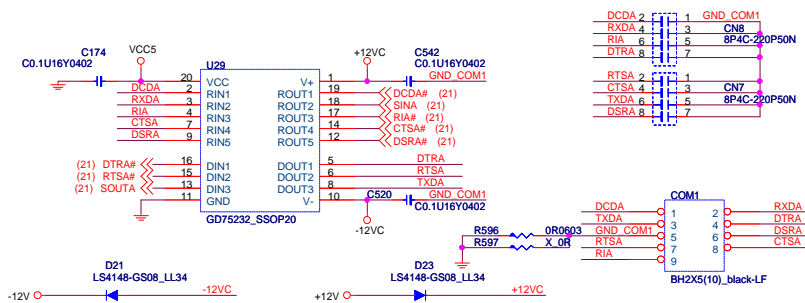 C174
C0.1U16Y0402
VCC5
U29
+12VC
C542
C0.1U16Y0402
GND_COM1
20 VCC V+ 1
DCDA 2 RIN1 ROUT1 19 DCDA# (21)
RXDA 3 RIN2 ROUT2 18 SINA (21)
RIA 4 RIN3 ROUT3 17 RIA# (21)
CTSA 7 RIN4 ROUT4 14 CTSA# (21)
DSRA 9 RIN5 ROUT5 12 DSRA# (21)
(21) DTRA# 16 DIN1 DOUT1 5 DTRA
(21) RTSA# 15 DIN2 DOUT2 6 RTSA
(21) SOUTA 13 DIN3 DOUT3 8 TXDA
11 GND V- 10
GD75232_SSOP20
C520
GND_COM1
C0.1U16Y0402
-12VC
DCDA 2 1 GND_COM1
RXDA 4 3 CN8
RIA 6 5 8P4C-220P50N
DTRA 8 7
RTSA 2 1
CTSA 4 3 CN7
TXDA 6 5 8P4C-220P50N
DSRA 8 7
COM1
DCDA 1 2 RXDA
TXDA 3 4 DTRA
GND_COM1 5 6 DSRA
RTSA 7 8 CTSA
RIA 9
BH2X5(10)_black-LF
R596 0R0603
R597 X_0R
D21
LS4148-GS08_LL34
-12V
-12VC
D23
LS4148-GS08_LL34
+12V
+12VC